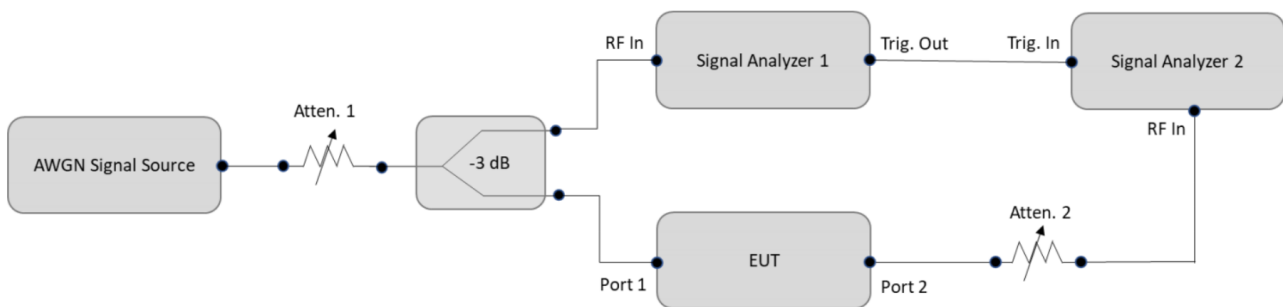 RF In
Signal Analyzer 1
Trig. Out
Trig. In
Signal Analyzer 2
Atten. 1
RF In
AWGN Signal Source
-3 dB
Atten. 2
EUT
Port 1
Port 2